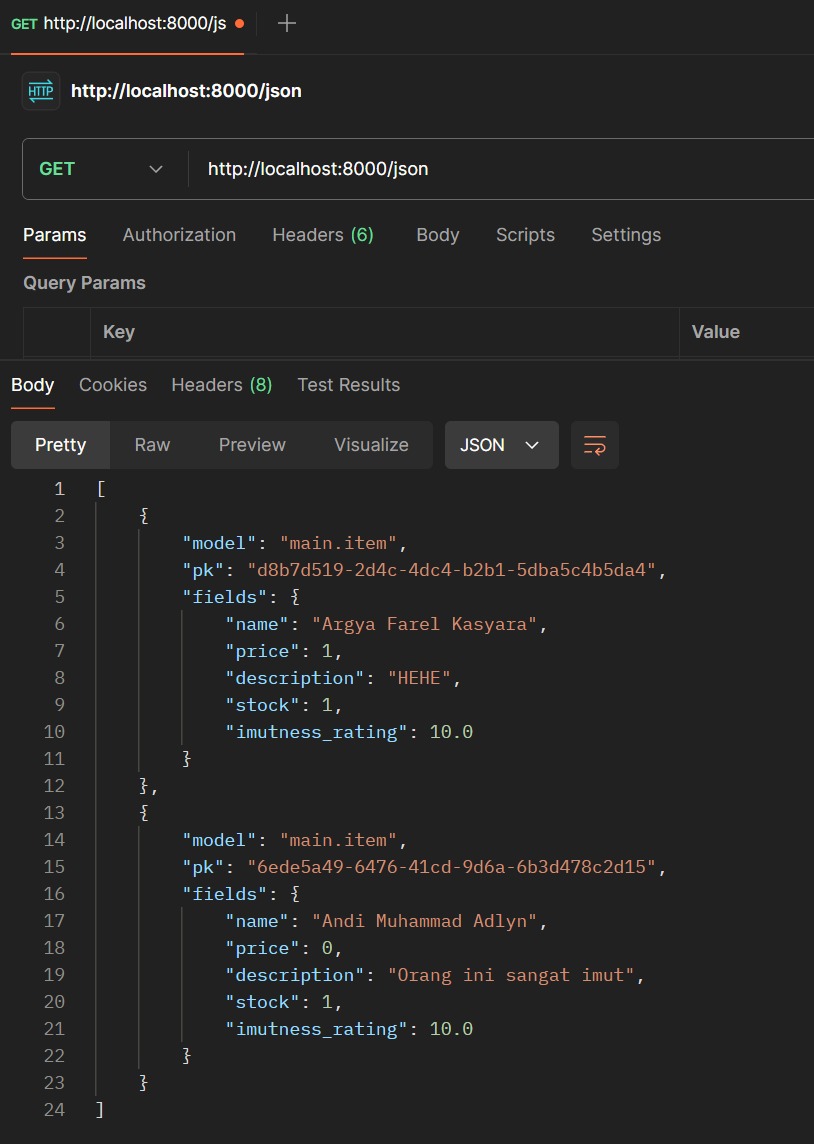 GET http://localhost:8000/js
HTTP http://localhost:8000/json
GET http://localhost:8000/json
Params Authorization Headers (6) Body Scripts Settings
Query Params
Key Value
Body Cookies Headers (8) Test Results
Pretty Raw Preview Visualize JSON
1 [
2 {
3 "model": "main.item",
4 "pk": "d8b7d519-2d4c-4dc4-b2b1-5dba5c4b5da4",
5 "fields": {
6 "name": "Argya Farel Kasyara",
7 "price": 1,
8 "description": "HEHE",
9 "stock": 1,
10 "imutness_rating": 10.0
11 }
12 },
13 {
14 "model": "main.item",
15 "pk": "6ede5a49-6476-41cd-9d6a-6b3d478c2d15",
16 "fields": {
17 "name": "Andi Muhammad Adlyn",
18 "price": 0,
19 "description": "Orang ini sangat imut",
20 "stock": 1,
21 "imutness_rating": 10.0
22 }
23 }
24 ]